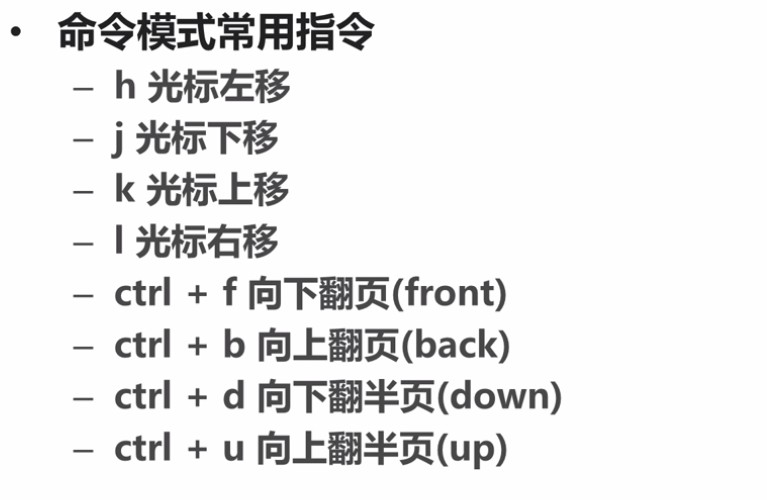 • 命令模式常用指令
– h 光标左移
– j 光标下移
– k 光标上移
– l 光标右移
– ctrl + f 向下翻页(front)
– ctrl + b 向上翻页(back)
– ctrl + d 向下翻半页(down)
– ctrl + u 向上翻半页(up)